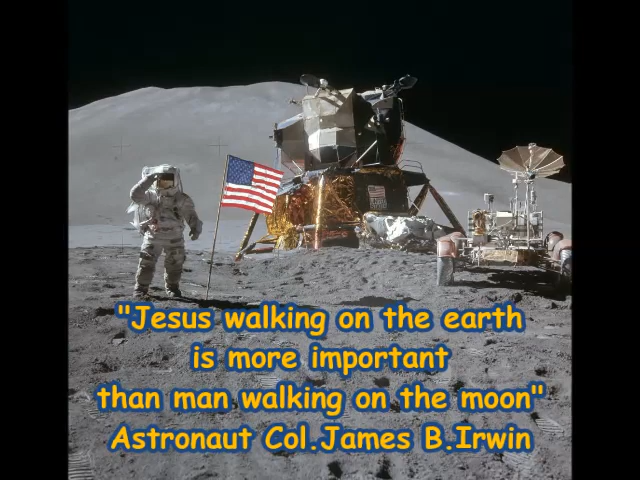 "Jesus walking on the earth
is more important
than man walking on the moon"
Astronaut Col.James B.Irwin